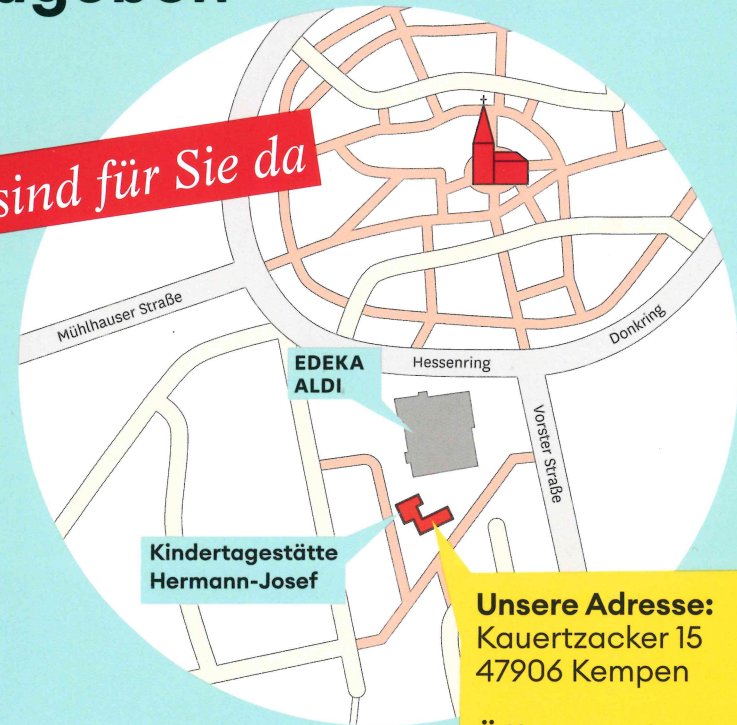 sind für Sie da
Mühlhauser Straße
EDEKA
ALDI
Hessenring
Donkring
Vorster Straße
Kindertagestätte
Hermann-Josef
Unsere Adresse:
Kauertzacker 15
47906 Kempen